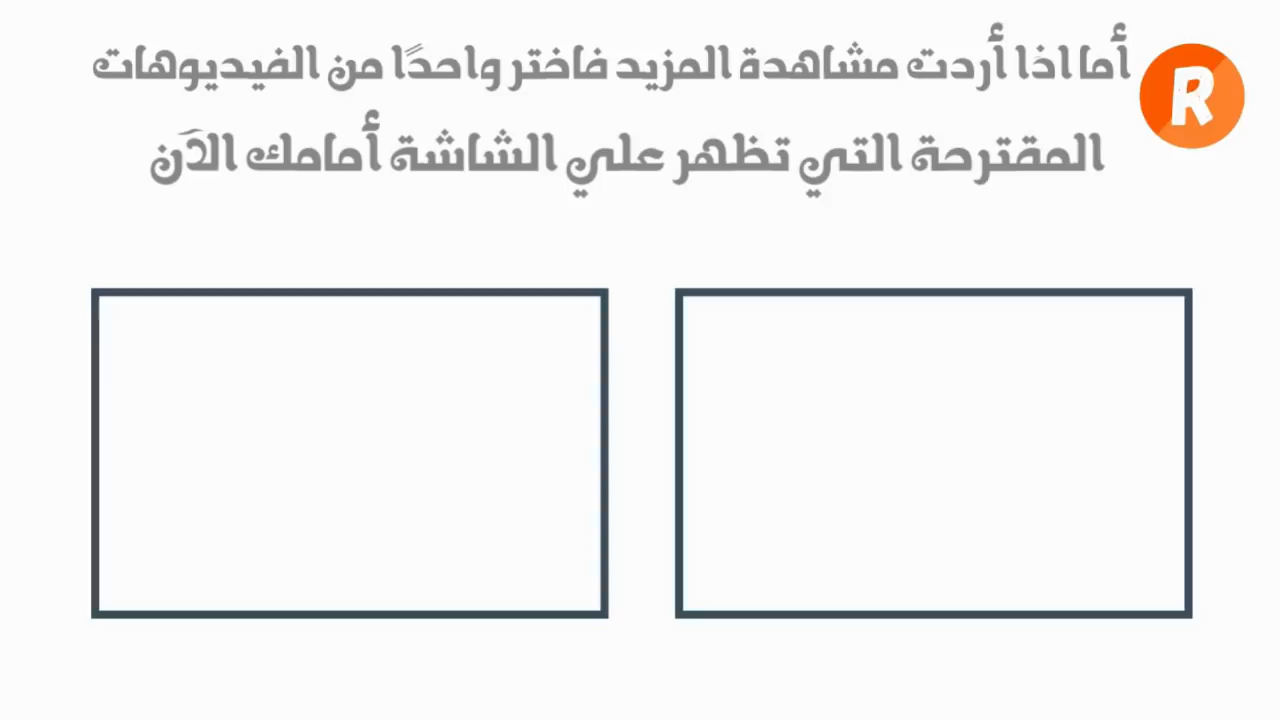 أما اذا أردت مشاهدة المزيد فاختر واحدًا من الفيديوهات
المقترحة التي تظهر علي الشاشة أمامك الآن
R